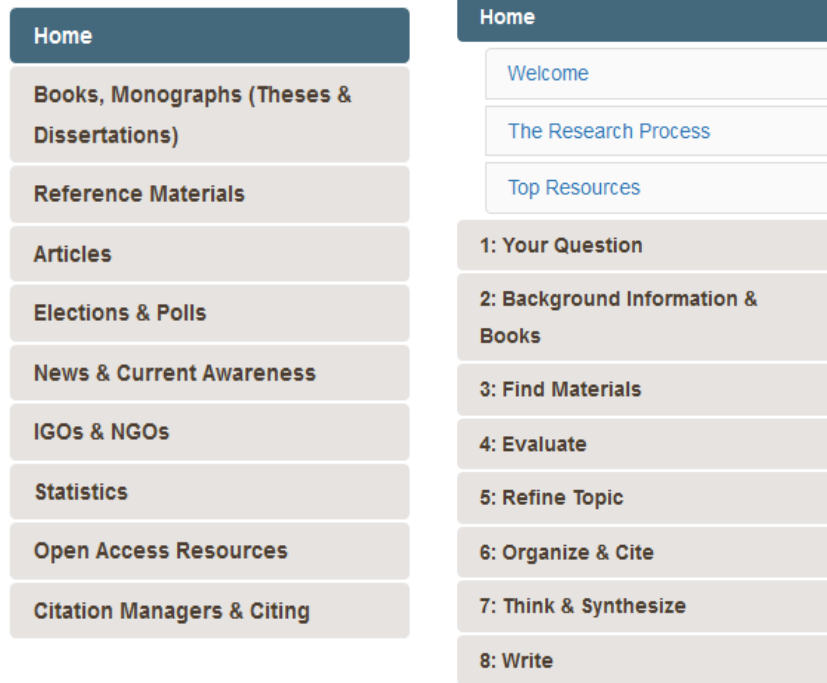 Home
Books, Monographs (Theses &
Dissertations)
Reference Materials
Articles
Elections & Polls
News & Current Awareness
IGOs & NGOs
Statistics
Open Access Resources
Citation Managers & Citing
Home
Welcome
The Research Process
Top Resources
1: Your Question
2: Background Information &
Books
3: Find Materials
4: Evaluate
5: Refine Topic
6: Organize & Cite
7: Think & Synthesize
8: Write